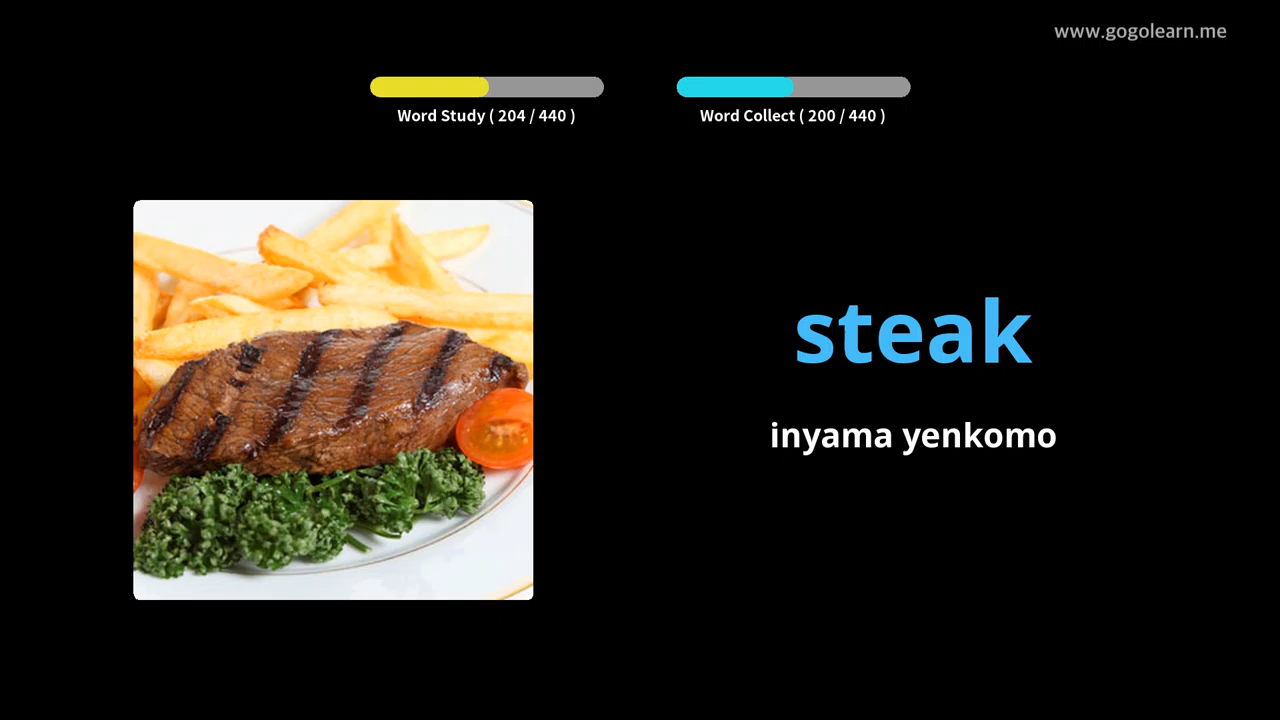 www.gogolearn.me
Word Study ( 204 / 440 )
Word Collect ( 200 / 440 )
steak
inyama yenkomo